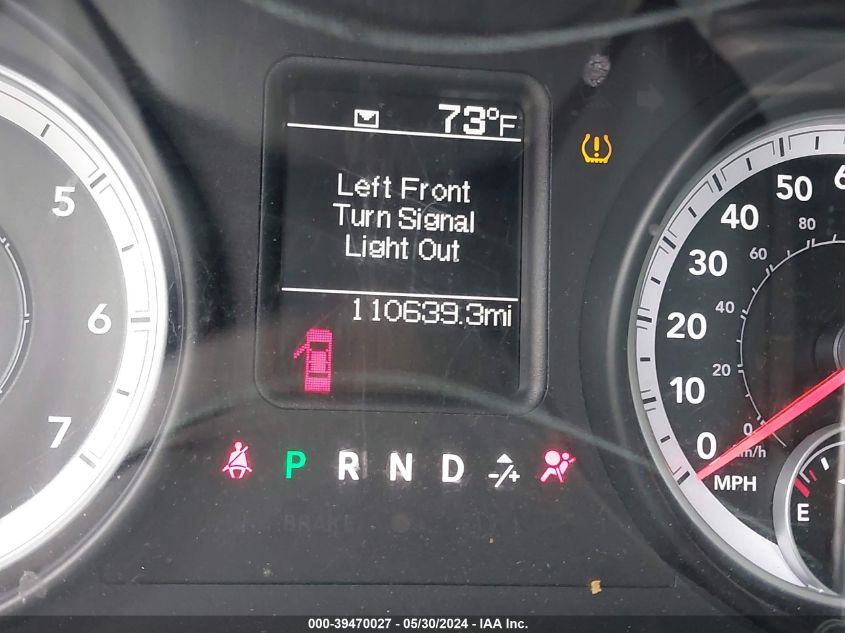 73°F
Left Front
Turn Signal
Light Out
110639.3mi
5
6
7
P R N D -/+
BRAKE
50
40
30
20
10
0
MPH
80
60
40
20
0
km/h
E
000-39470027 - 05/30/2024 - IAA Inc.